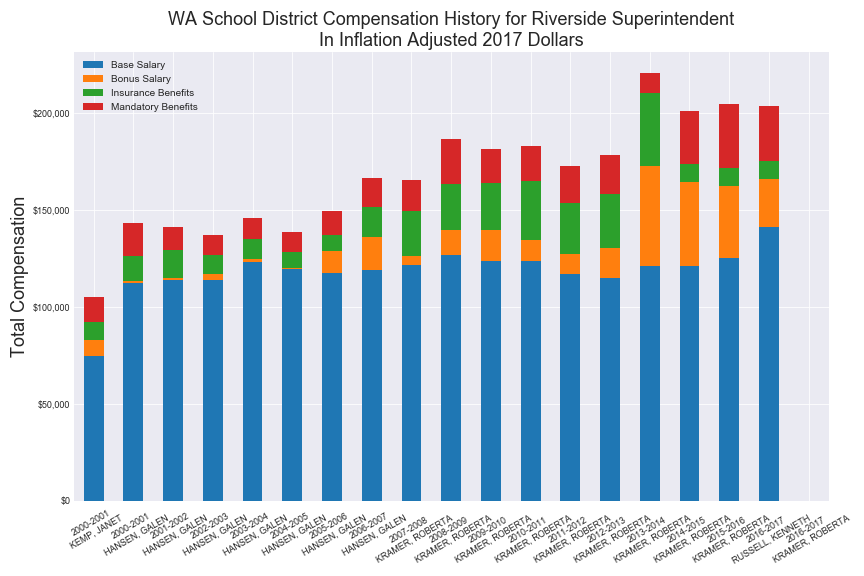 WA School District Compensation History for Riverside Superintendent
In Inflation Adjusted 2017 Dollars
Base Salary
Bonus Salary
Insurance Benefits
Mandatory Benefits
Total Compensation
$200,000
$150,000
$100,000
$50,000
$0
2000-2001
KEMP, JANET
2000-2001
HANSEN, GALEN
2001-2002
HANSEN, GALEN
2002-2003
HANSEN, GALEN
2003-2004
HANSEN, GALEN
2004-2005
HANSEN, GALEN
2005-2006
HANSEN, GALEN
2006-2007
HANSEN, GALEN
2007-2008
KRAMER, ROBERTA
2008-2009
KRAMER, ROBERTA
2009-2010
KRAMER, ROBERTA
2010-2011
KRAMER, ROBERTA
2011-2012
KRAMER, ROBERTA
2012-2013
KRAMER, ROBERTA
2013-2014
KRAMER, ROBERTA
2014-2015
KRAMER, ROBERTA
2015-2016
KRAMER, ROBERTA
2016-2017
RUSSELL, KENNETH
2016-2017
KRAMER, ROBERTA